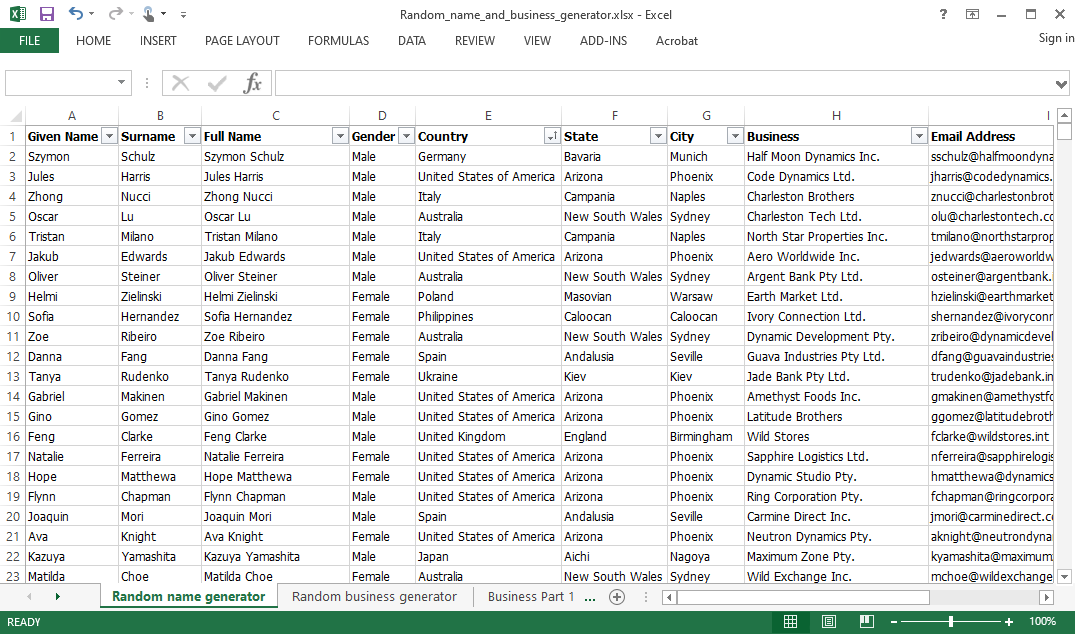 Random_name_and_business_generator.xlsx - Excel
?
FILE HOME INSERT PAGE LAYOUT FORMULAS DATA REVIEW VIEW ADD-INS Acrobat Sign in
fx
A B C D E F G H I
1 Given Name Surname Full Name Gender Country State City Business Email Address
2 Szymon Schulz Szymon Schulz Male Germany Bavaria Munich Half Moon Dynamics Inc. sschulz@halfmoondyna
3 Jules Harris Jules Harris Male United States of America Arizona Phoenix Code Dynamics Ltd. jharris@codedynamics.
4 Zhong Nucci Zhong Nucci Male Italy Campania Naples Charleston Brothers znucci@charlestonbrot
5 Oscar Lu Oscar Lu Male Australia New South Wales Sydney Charleston Tech Ltd. olu@charlestontech.co
6 Tristan Milano Tristan Milano Male Italy Campania Naples North Star Properties Inc. tmilano@northstarprop
7 Jakub Edwards Jakub Edwards Male United States of America Arizona Phoenix Aero Worldwide Inc. jedwards@aeroworldw
8 Oliver Steiner Oliver Steiner Male Australia New South Wales Sydney Argent Bank Pty Ltd. osteiner@argentbank.
9 Helmi Zielinski Helmi Zielinski Female Poland Masovian Warsaw Earth Market Ltd. hzielinski@earthmarket
10 Sofia Hernandez Sofia Hernandez Female Philippines Caloocan Caloocan Ivory Connection Ltd. shernandez@ivoryconr
11 Zoe Ribeiro Zoe Ribeiro Female Australia New South Wales Sydney Dynamic Development Pty. zribeiro@dynamicdevel
12 Danna Fang Danna Fang Female Spain Andalusia Seville Guava Industries Pty Ltd. dfang@guavaindustries
13 Tanya Rudenko Tanya Rudenko Female Ukraine Kiev Kiev Jade Bank Pty Ltd. trudenko@jadebank.in
14 Gabriel Makinen Gabriel Makinen Male United States of America Arizona Phoenix Amethyst Foods Inc. gmakinen@amethystfo
15 Gino Gomez Gino Gomez Male United States of America Arizona Phoenix Latitude Brothers ggomez@latitudebroth
16 Feng Clarke Feng Clarke Male United Kingdom England Birmingham Wild Stores fclarke@wildstores.int
17 Natalie Ferreira Natalie Ferreira Female United States of America Arizona Phoenix Sapphire Logistics Ltd. nferreira@sapphirelogis
18 Hope Matthewa Hope Matthewa Female United States of America Arizona Phoenix Dynamic Studio Pty. hmatthewa@dynamics
19 Flynn Chapman Flynn Chapman Male United States of America Arizona Phoenix Ring Corporation Pty. fchapman@ringcorpora
20 Joaquin Mori Joaquin Mori Male Spain Andalusia Seville Carmine Direct Inc. jmori@carminedirect.co
21 Ava Knight Ava Knight Female United States of America Arizona Phoenix Neutron Dynamics Pty. aknight@neutrondynar
22 Kazuya Yamashita Kazuya Yamashita Male Japan Aichi Nagoya Maximum Zone Pty. kyamashita@maximum
23 Matilda Choe Matilda Choe Female Australia New South Wales Sydney Wild Exchange Inc. mchoe@wildexchange
Random name generator Random business generator Business Part 1 ...
READY 100%